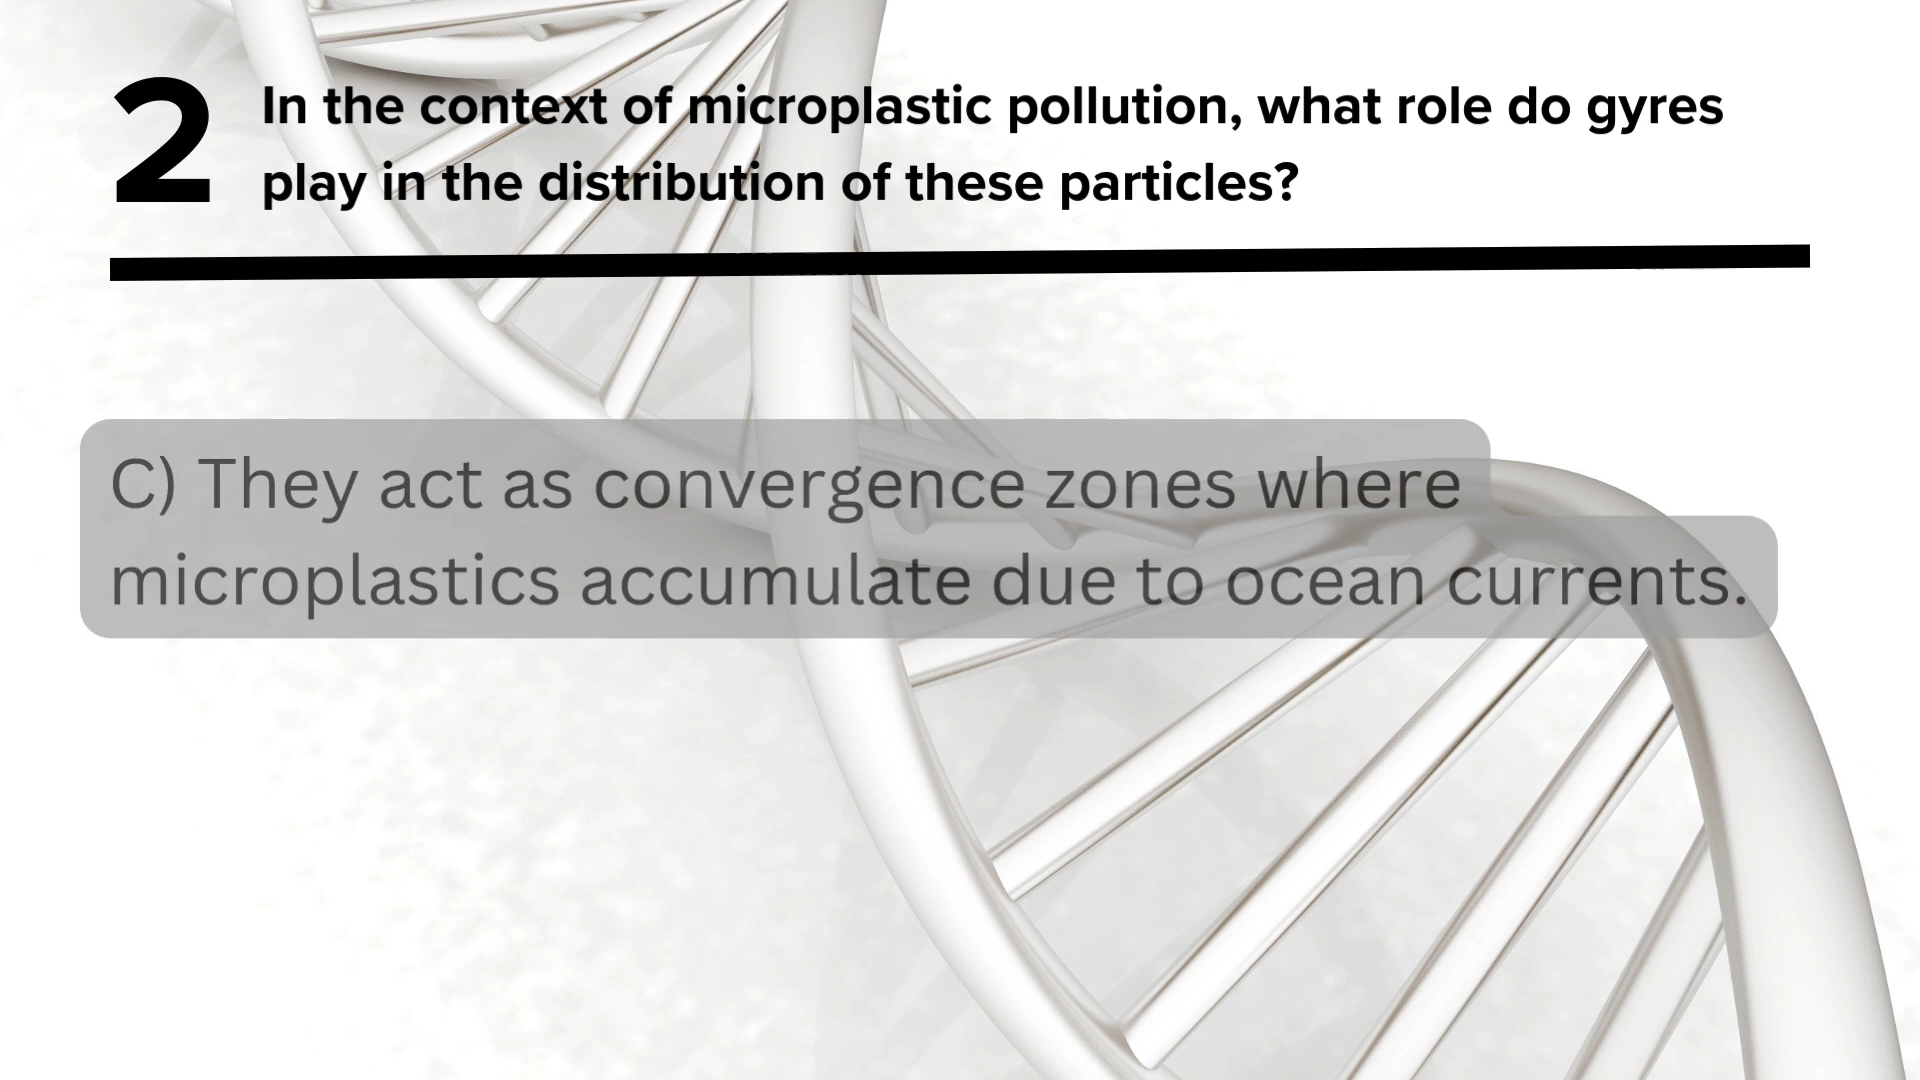 2
In the context of microplastic pollution, what role do gyres
play in the distribution of these particles?
C) They act as convergence zones where
microplastics accumulate due to ocean currents.